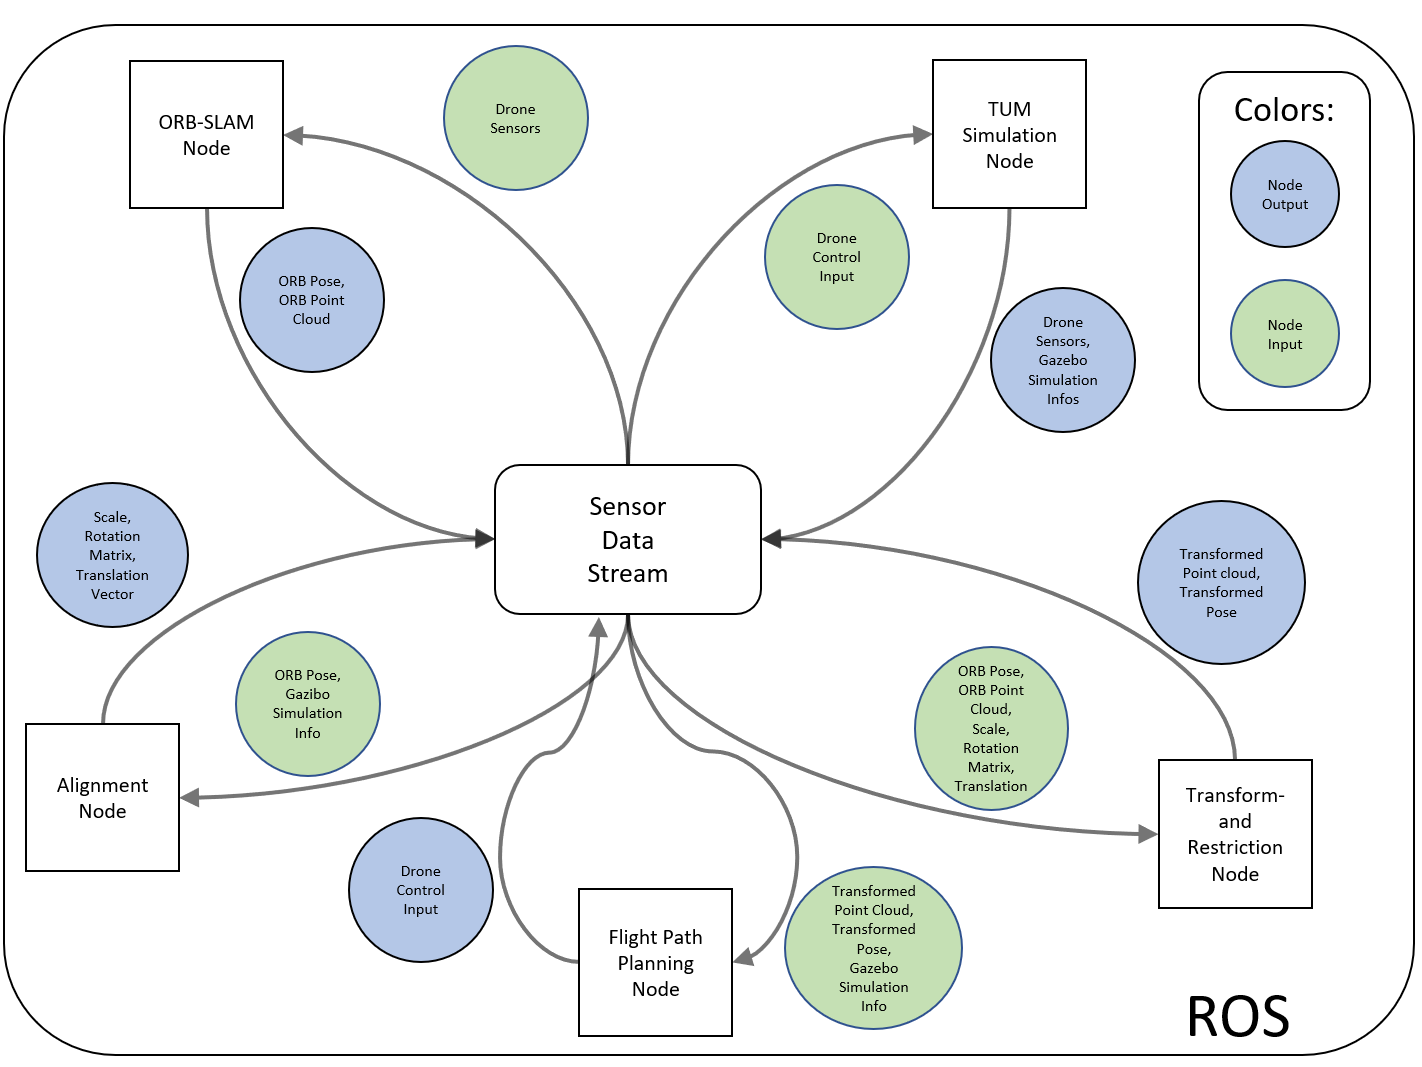 ORB-SLAM
Node
Drone
Sensors
TUM
Simulation
Node
Colors:
Node
Output
Node
Input
Drone
Control
Input
ORB Pose,
ORB Point
Cloud
Drone
Sensors,
Gazebo
Simulation
Infos
Sensor
Data
Stream
Scale,
Rotation
Matrix,
Translation
Vector
Transformed
Point cloud,
Transformed
Pose
ORB Pose,
Gazibo
Simulation
Info
ORB Pose,
ORB Point
Cloud,
Scale,
Rotation
Matrix,
Translation
Alignment
Node
Transform-
and
Restriction
Node
Drone
Control
Input
Flight Path
Planning
Node
Transformed
Point Cloud,
Transformed
Pose,
Gazebo
Simulation
Info
ROS